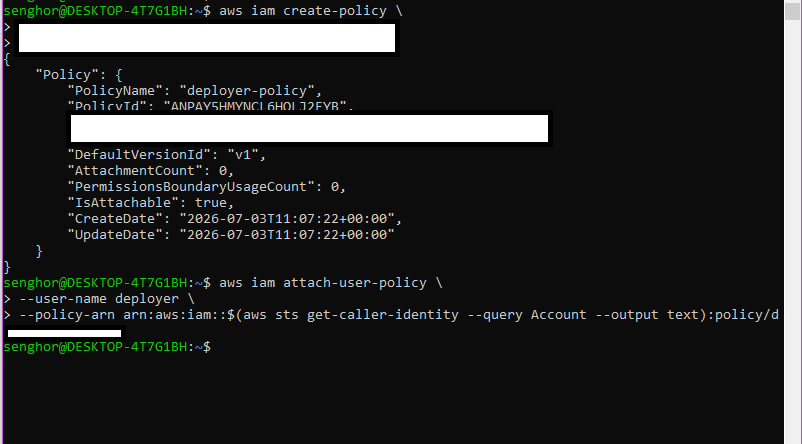 senghor@DESKTOP-4T7G1BH:~$ aws iam create-policy \
>
>
{
    "Policy": {
        "PolicyName": "deployer-policy",
        "PolicyId": "ANPAY5HMYNCL6HOLJ2EYB",
        "DefaultVersionId": "v1",
        "AttachmentCount": 0,
        "PermissionsBoundaryUsageCount": 0,
        "IsAttachable": true,
        "CreateDate": "2026-07-03T11:07:22+00:00",
        "UpdateDate": "2026-07-03T11:07:22+00:00"
    }
}
senghor@DESKTOP-4T7G1BH:~$ aws iam attach-user-policy \
> --user-name deployer \
> --policy-arn arn:aws:iam::$(aws sts get-caller-identity --query Account --output text):policy/d
senghor@DESKTOP-4T7G1BH:~$